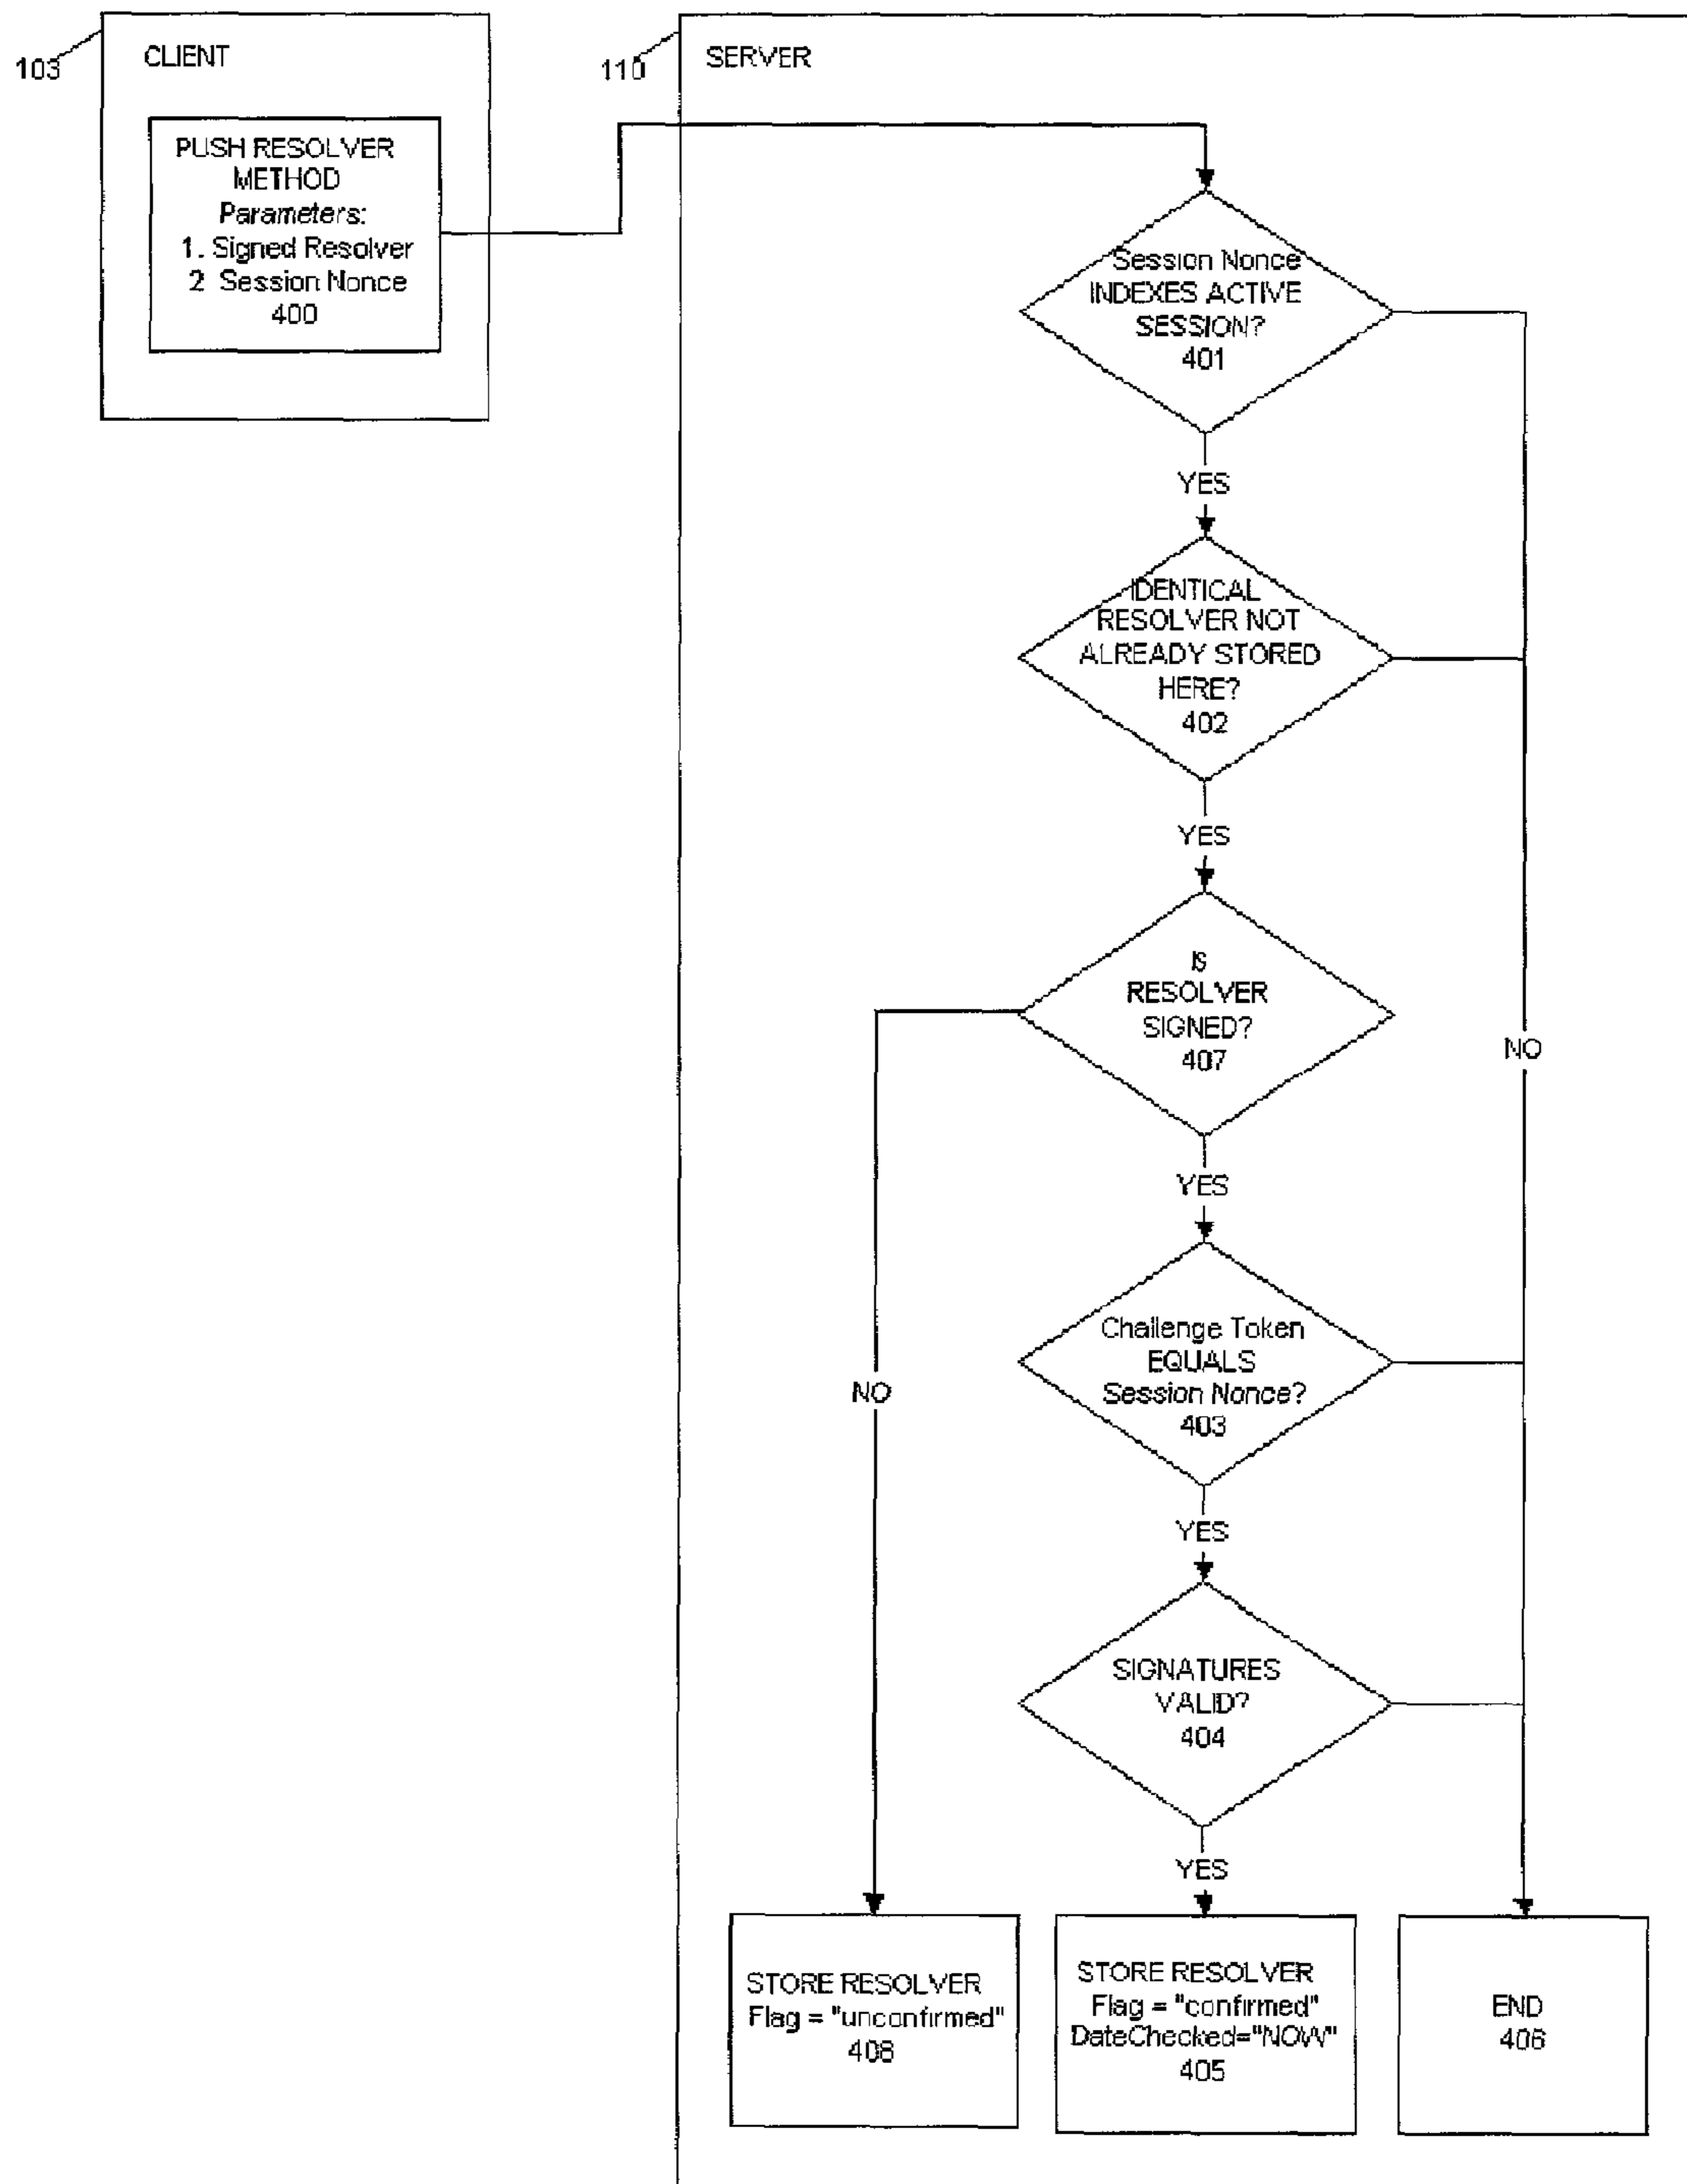 103
CLIENT
PUSH RESOLVER
METHOD
Parameters:
1. Signed Resolver
2 Session Nonce
400
110
SERVER
Session Nonce
INDEXES ACTIVE
SESSION?
401
YES
IDENTICAL
RESOLVER NOT
ALREADY STORED
HERE?
402
YES
IS
RESOLVER
SIGNED?
407
NO
YES
Challenge Token
EQUALS
Session Nonce?
403
NO
YES
SIGNATURES
VALID?
404
YES
STORE RESOLVER
Flag = "unconfirmed"
408
STORE RESOLVER
Flag = "confirmed"
DateChecked="NOW"
405
END
406